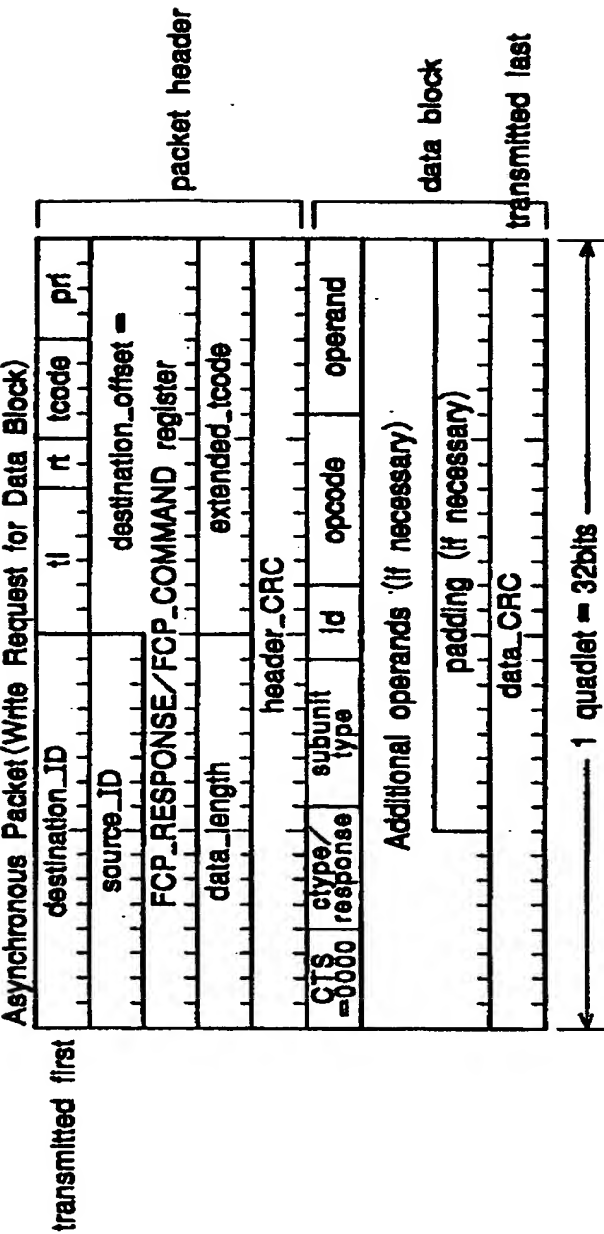 Asynchronous Packet (Write Request for Data Block)
transmitted first
destination_ID tl rt tcode pri
source_ID destination_offset =
FCP_RESPONSE/FCP_COMMAND register
data_length extended_tcode
header_CRC
packet header
CTS =0000 ctype/ response subunit type id opcode operand
Additional operands (if necessary)
padding (if necessary)
data_CRC
data block
transmitted last
1 quadlet = 32bits